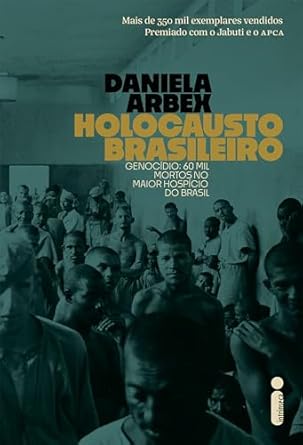 Mais de 350 mil exemplares vendidos
Premiado com o Jabuti e o APCA
DANIELA
ARBEX
HOLOCAUSTO
BRASILEIRO
GENOCÍDIO: 60 MIL
MORTOS NO
MAIOR HOSPÍCIO
DO BRASIL
intrínseca